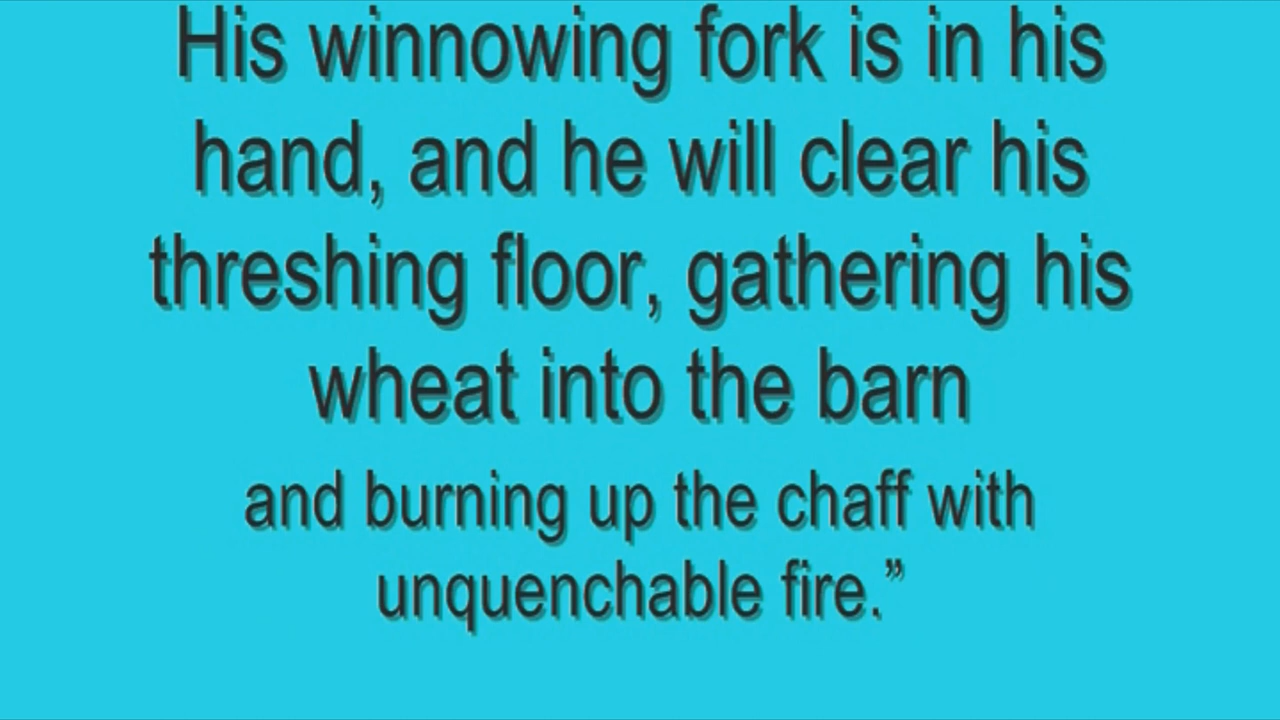 His winnowing fork is in his
hand, and he will clear his
threshing floor, gathering his
wheat into the barn
and burning up the chaff with
unquenchable fire.”